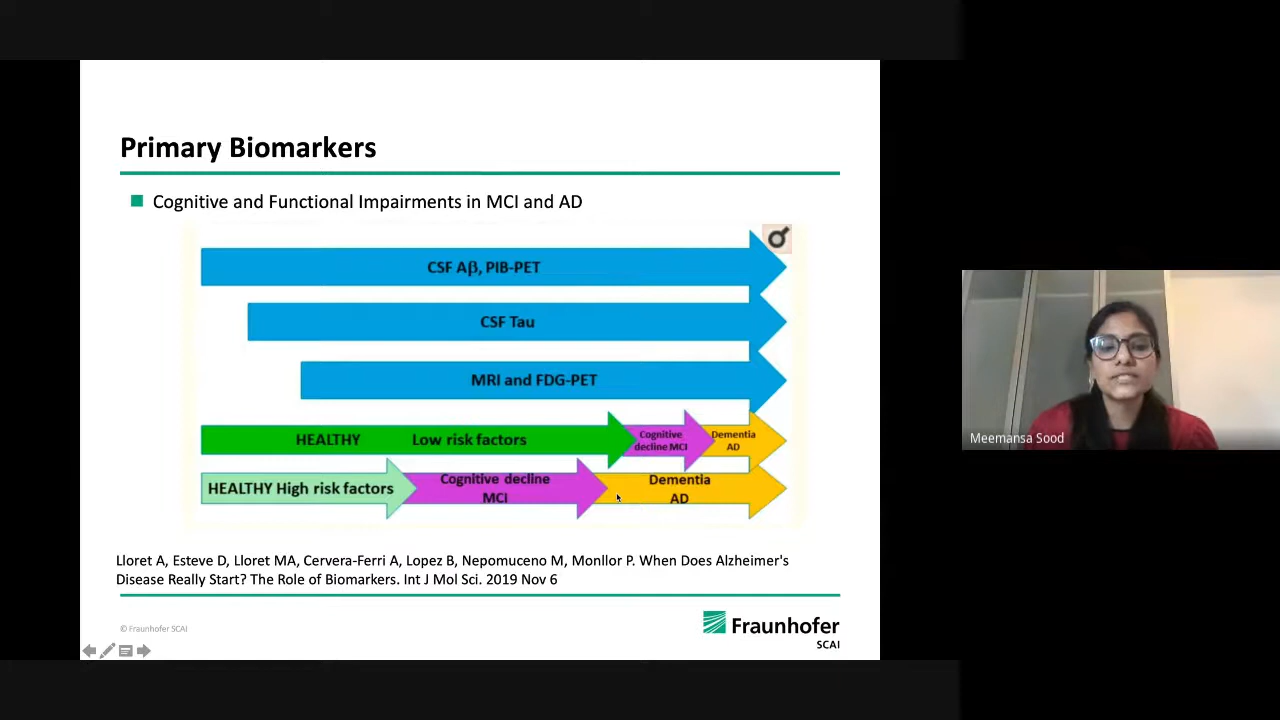 Primary Biomarkers
Cognitive and Functional Impairments in MCI and AD
CSF Aβ, PIB-PET
CSF Tau
MRI and FDG-PET
HEALTHY Low risk factors
Cognitive
decline MCI
Dementia
AD
HEALTHY High risk factors
Cognitive decline
MCI
Dementia
AD
Lloret A, Esteve D, Lloret MA, Cervera-Ferri A, Lopez B, Nepomuceno M, Monllor P. When Does Alzheimer's
Disease Really Start? The Role of Biomarkers. Int J Mol Sci. 2019 Nov 6
© Fraunhofer SCAI
Fraunhofer
SCAI
Meemansa Sood